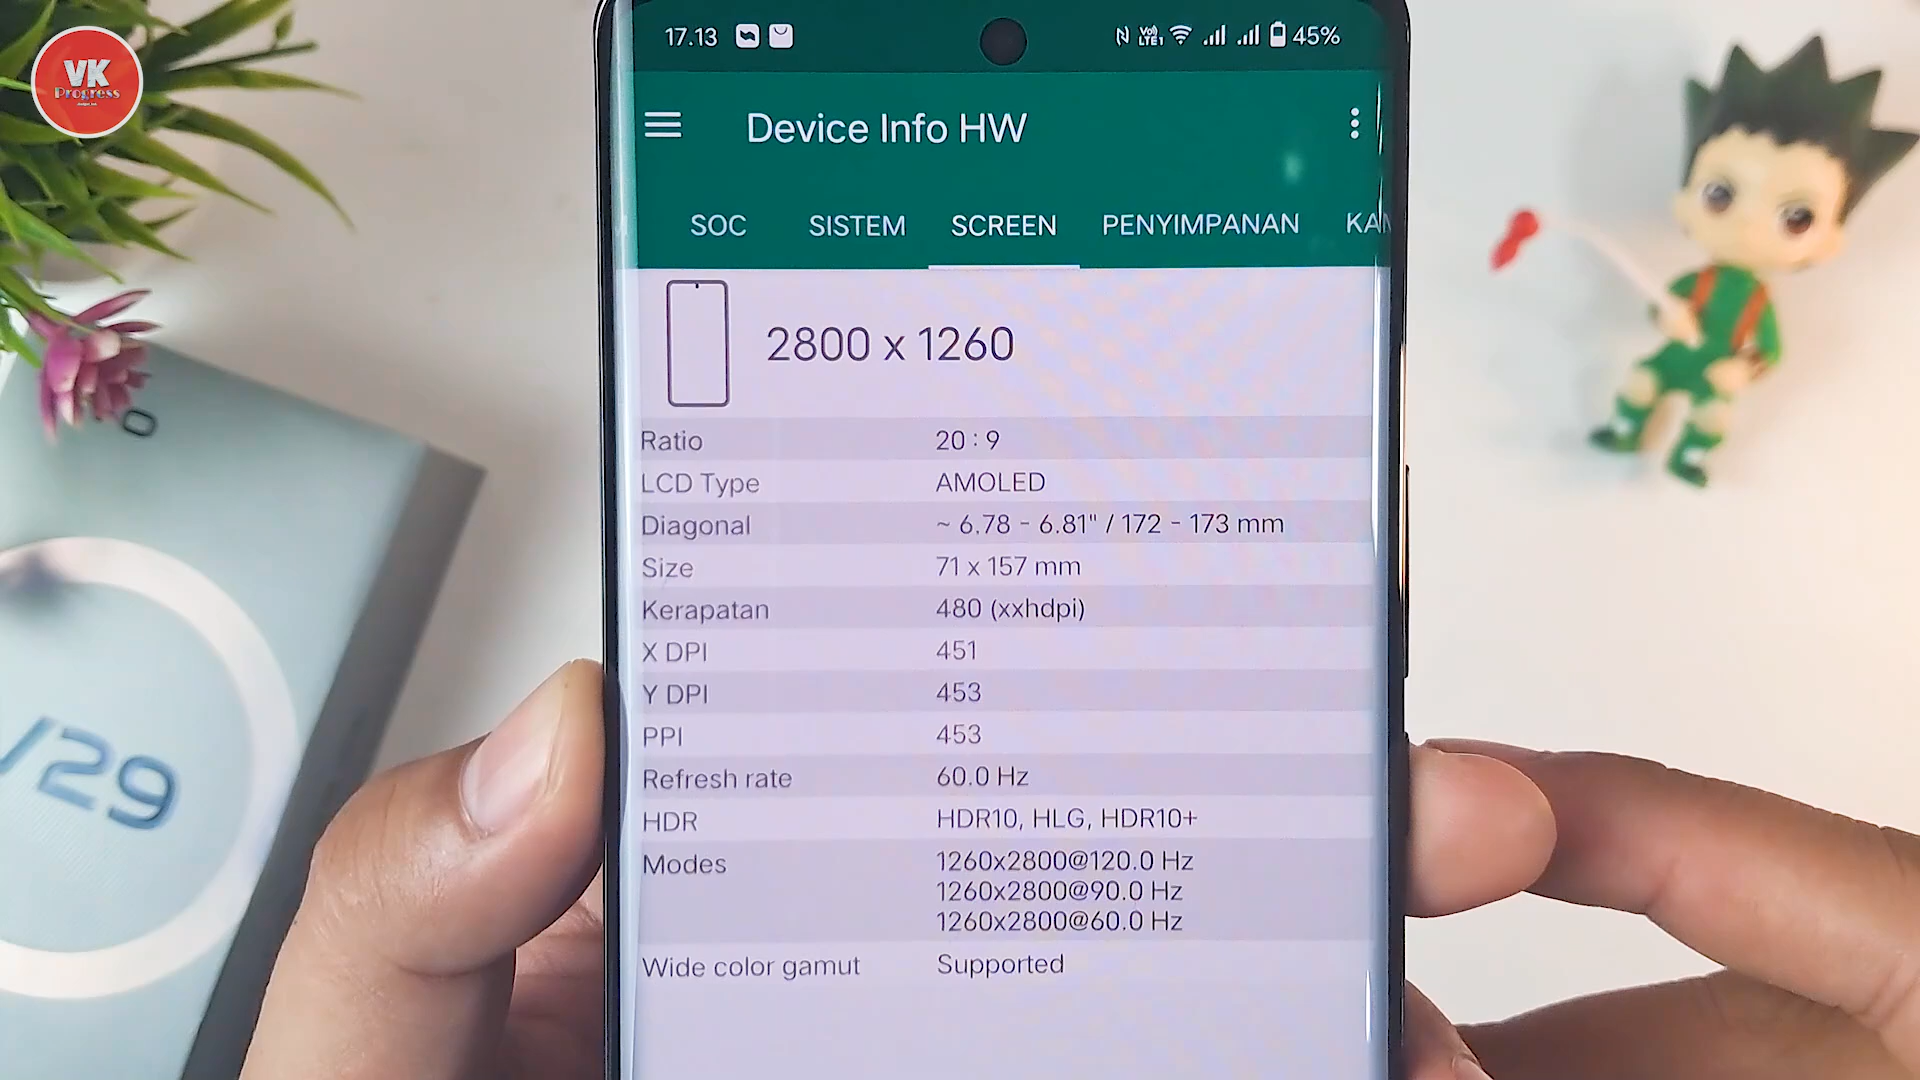 VK
Progress
17.13
VoI
LTE1
45%
Device Info HW
SOC
SISTEM
SCREEN
PENYIMPANAN
KAM
2800 x 1260
Ratio 20 : 9
LCD Type AMOLED
Diagonal ~ 6.78 - 6.81" / 172 - 173 mm
Size 71 x 157 mm
Kerapatan 480 (xxhdpi)
X DPI 451
Y DPI 453
PPI 453
Refresh rate 60.0 Hz
HDR HDR10, HLG, HDR10+
Modes 1260x2800@120.0 Hz
1260x2800@90.0 Hz
1260x2800@60.0 Hz
Wide color gamut Supported
o
V29